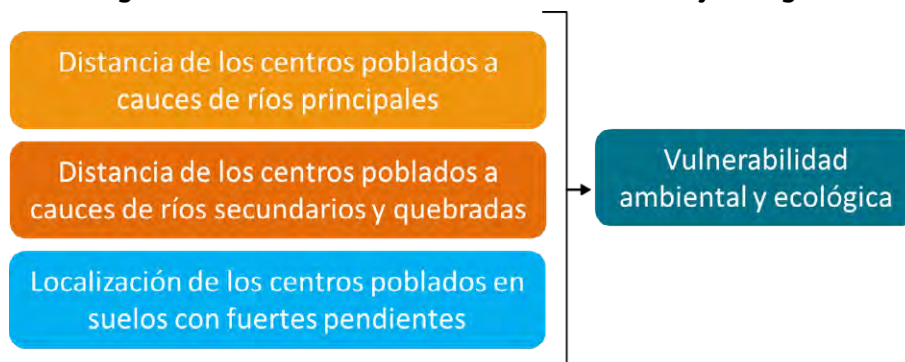 Distancia de los centros poblados a
cauces de ríos principales
Distancia de los centros poblados a
cauces de ríos secundarios y quebradas
Localización de los centros poblados en
suelos con fuertes pendientes
Vulnerabilidad
ambiental y ecológica